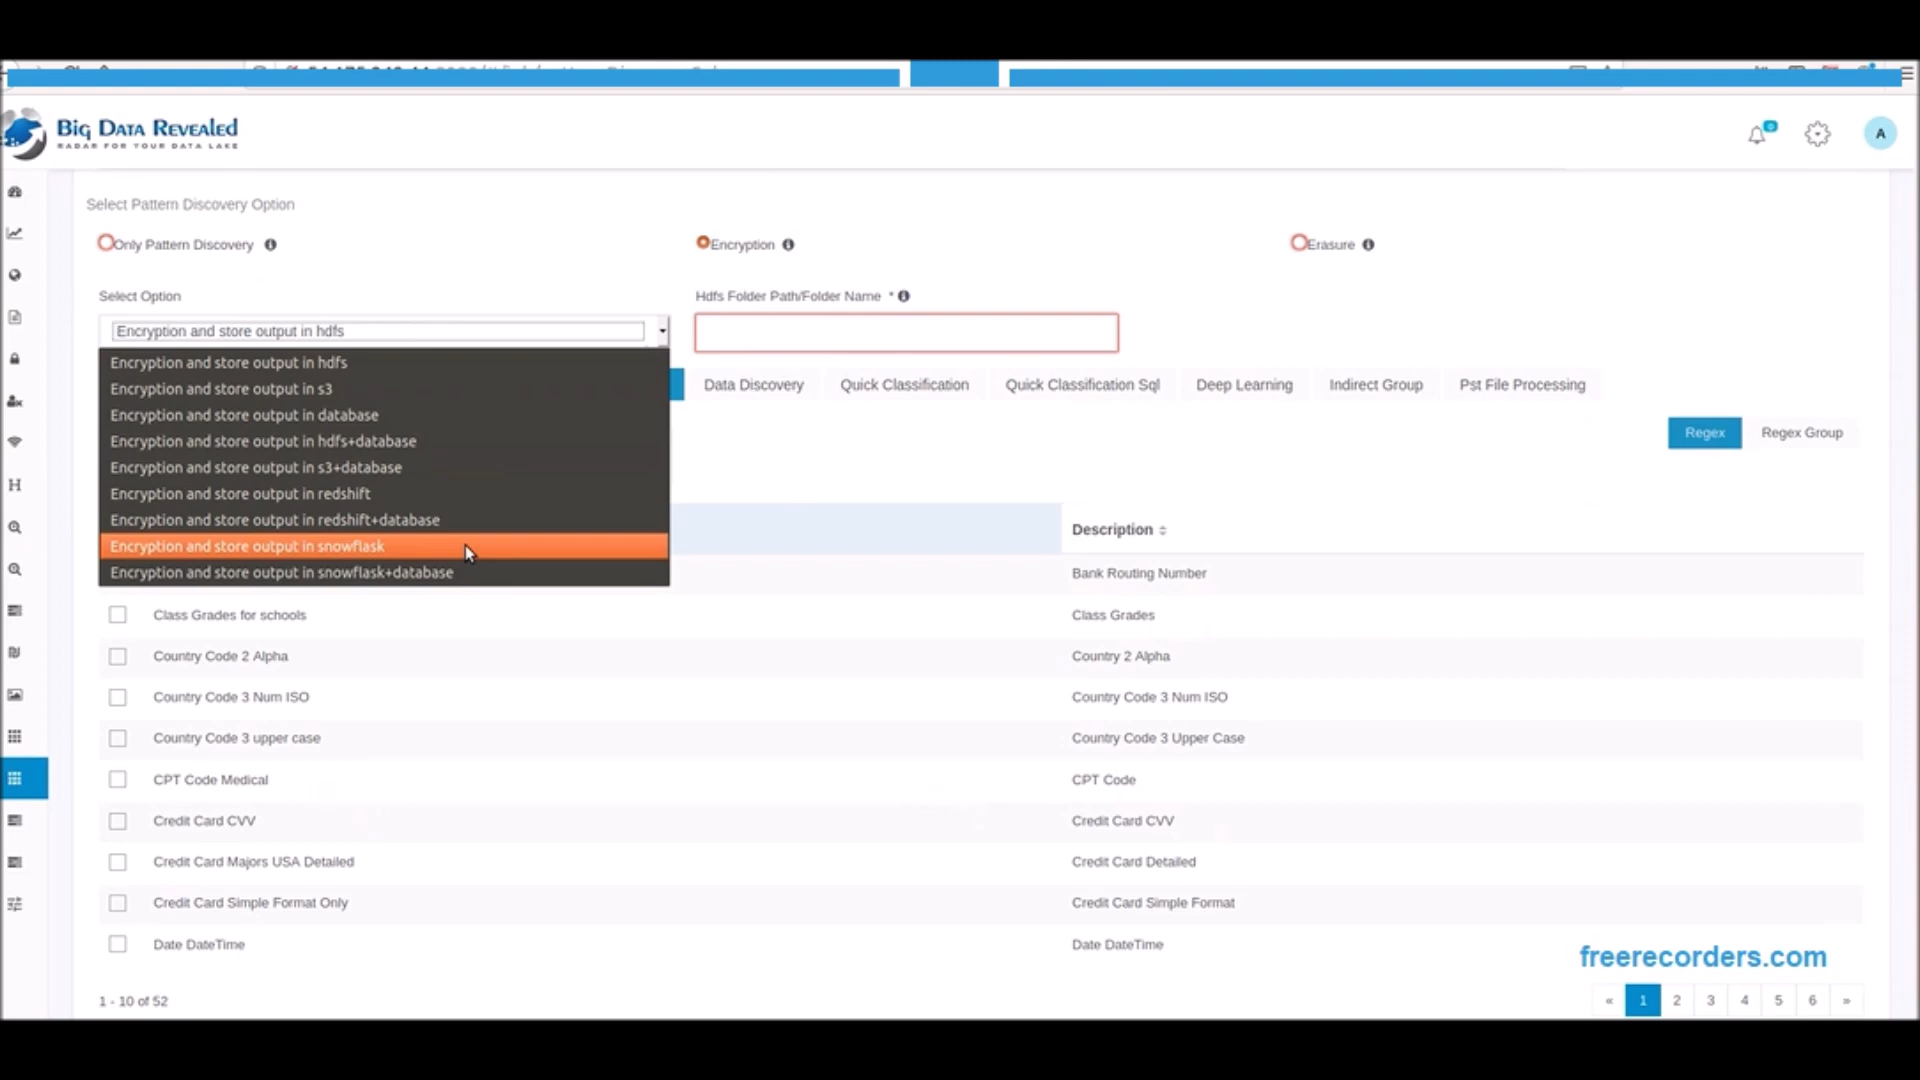 Big Data Revealed
RADAR FOR YOUR DATA LAKE
0
A
Select Pattern Discovery Option
Only Pattern Discovery
Encryption
Erasure
Select Option
Hdfs Folder Path/Folder Name *
Encryption and store output in hdfs
Encryption and store output in hdfs
Encryption and store output in s3
Encryption and store output in database
Encryption and store output in hdfs+database
Encryption and store output in s3+database
Encryption and store output in redshift
Encryption and store output in redshift+database
Encryption and store output in snowflask
Encryption and store output in snowflask+database
Data Discovery
Quick Classification
Quick Classification Sql
Deep Learning
Indirect Group
Pst File Processing
Regex
Regex Group
Description
Bank Routing Number
Class Grades for schools
Class Grades
Country Code 2 Alpha
Country 2 Alpha
Country Code 3 Num ISO
Country Code 3 Num ISO
Country Code 3 upper case
Country Code 3 Upper Case
CPT Code Medical
CPT Code
Credit Card CVV
Credit Card CVV
Credit Card Majors USA Detailed
Credit Card Detailed
Credit Card Simple Format Only
Credit Card Simple Format
Date DateTime
Date DateTime
freerecorders.com
1 - 10 of 52
« 1 2 3 4 5 6 »